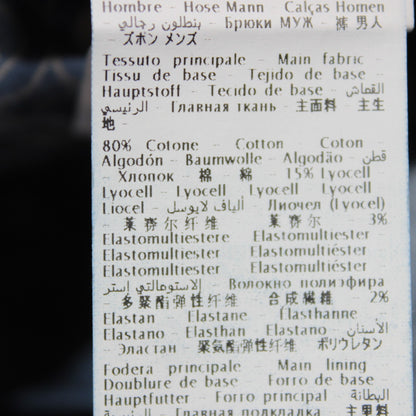 Hombre - Hose Mann - Calças Homen
- بنطلون رجالي - Брюки МУЖ - 裤 男人
- ズボン メンズ -
Tessuto principale - Main fabric
Tissu de base - Tejido de base -
Hauptstoff - Tecido de base - القماش
الرئيسي - Главная ткань - 主面料 - 主生
地 -
80% Cotone - Cotton - Coton
Algodón - Baumwolle - Algodão - قطن
- Хлопок - 棉 - 綿 - 15% Lyocell
Lyocell - Lyocell Lyocell Lyocell
Liocel - ألياف لايوسل - Лиочел (Lyocel)
- 莱赛尔纤维 莱赛尔 - 3%
Elastomultiestere Elastomultiester
Elastomultiester Elastomultiéster
Elastomultiester Elastomultiéster
الاستومالتي إستر - Волокно полиэфира
- 多聚酯弹性纤维 合成繊維 - 2%
Elastan - Elastane Élasthanne -
Elastano Elasthan Elastano - الأستان
- Эластан 聚氨酯弹性纤维 ポリウレタン
Fodera principale - Main lining
Doublure de base Forro de base
Hauptfutter - Forro principal البطانة
الرئيسية - Главная подкладка - 主里料